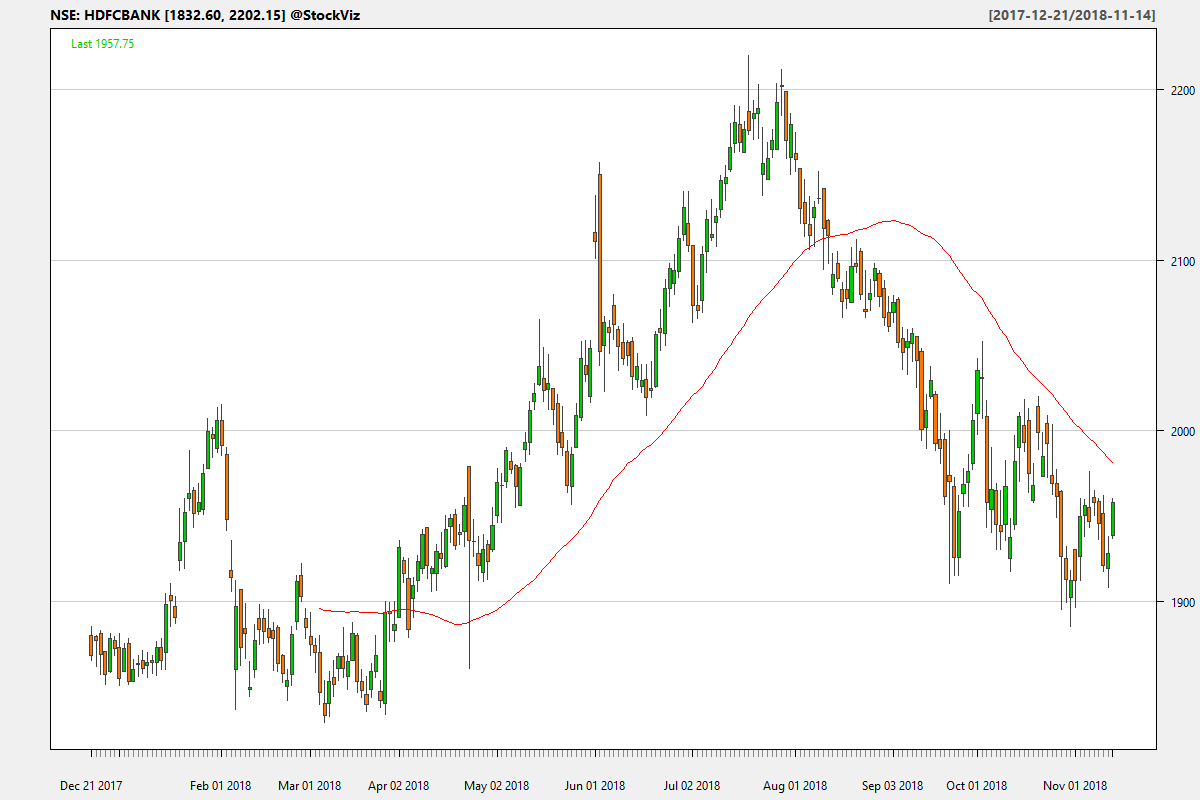 NSE: HDFCBANK [1832.60, 2202.15] @StockViz [2017-12-21/2018-11-14]
Last 1957.75
2200
2100
2000
1900
Dec 21 2017 Feb 01 2018 Mar 01 2018 Apr 02 2018 May 02 2018 Jun 01 2018 Jul 02 2018 Aug 01 2018 Sep 03 2018 Oct 01 2018 Nov 01 2018